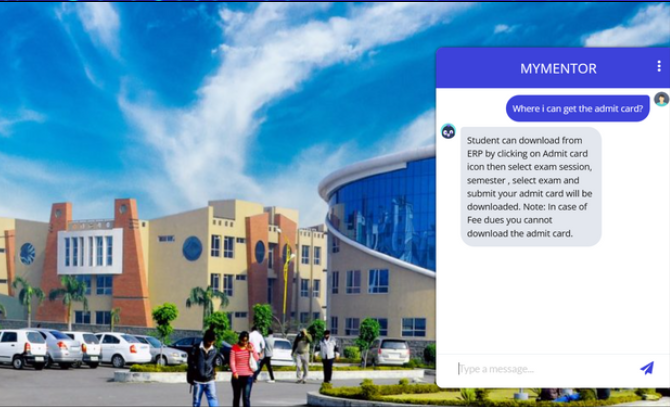 MYMENTOR
Where i can get the admit card?
Student can download from
ERP by clicking on Admit card
icon then select exam session,
semester , select exam and
submit your admit card will be
downloaded. Note: In case of
Fee dues you cannot
download the admit card.
Type a message...